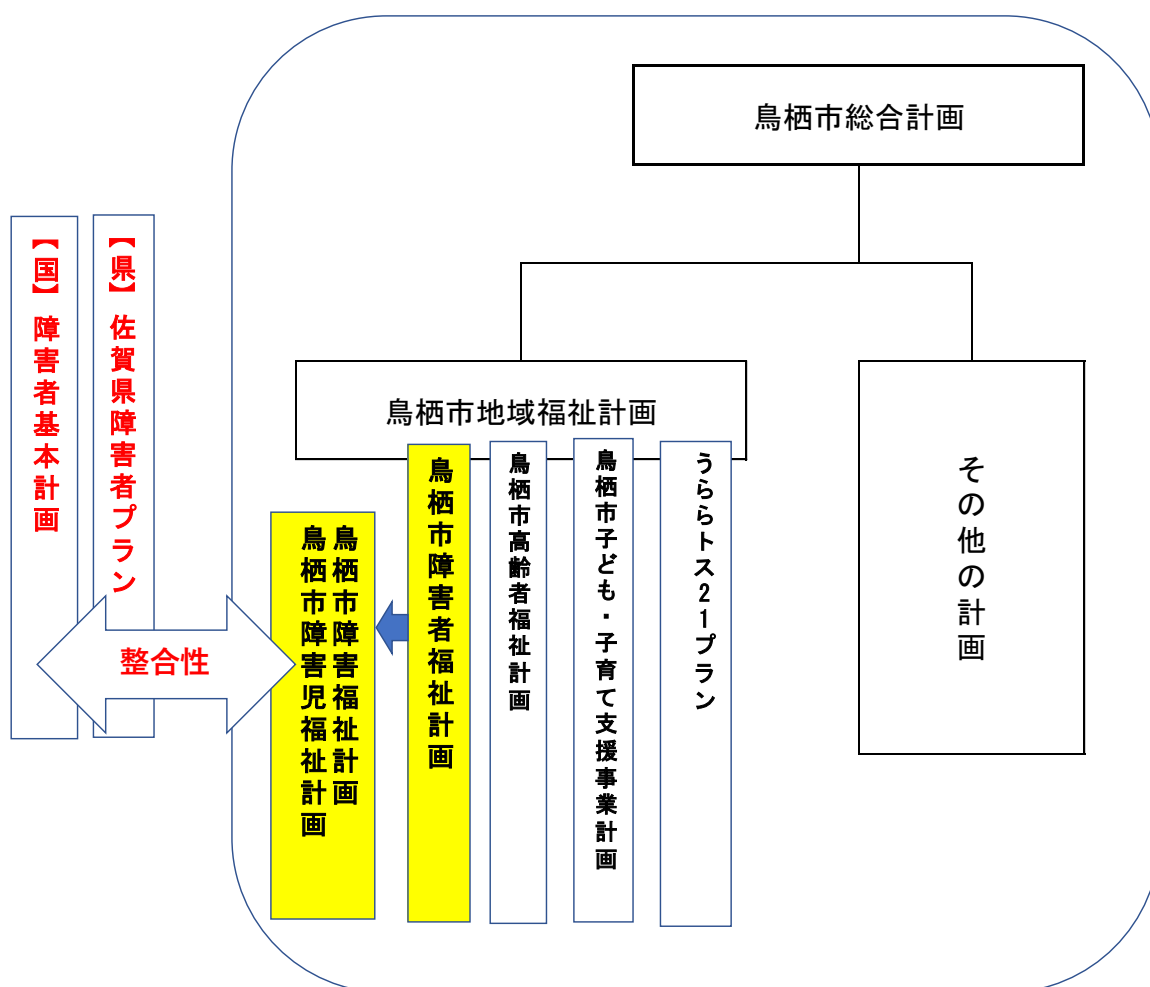 鳥栖市総合計画
【国】障害者基本計画
【県】佐賀県障害者プラン
整合性
鳥栖市地域福祉計画
鳥栖市障害福祉計画
鳥栖市障害児福祉計画
鳥栖市障害者福祉計画
鳥栖市高齢者福祉計画
鳥栖市子ども・子育て支援事業計画
うららトス21プラン
その他の計画